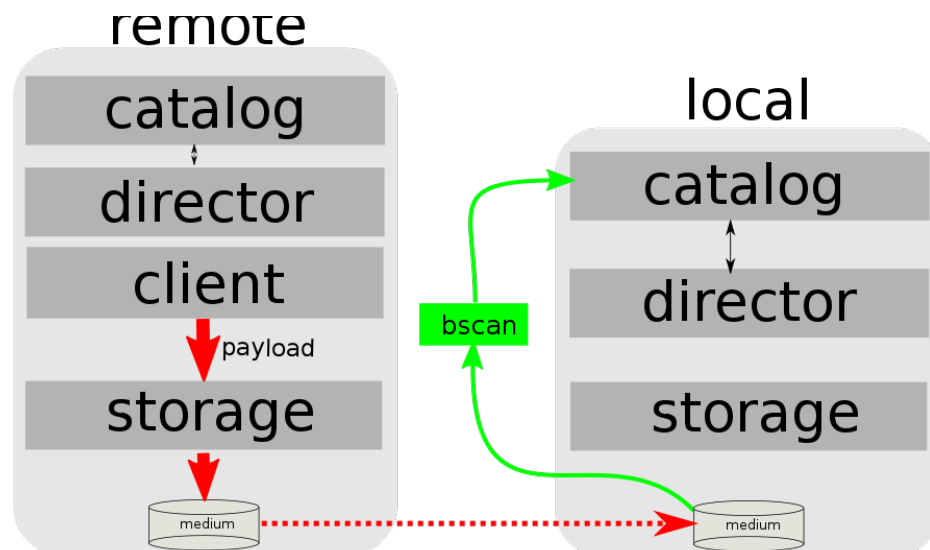 remote
catalog
director
client
payload
storage
medium
local
catalog
director
storage
medium
bscan